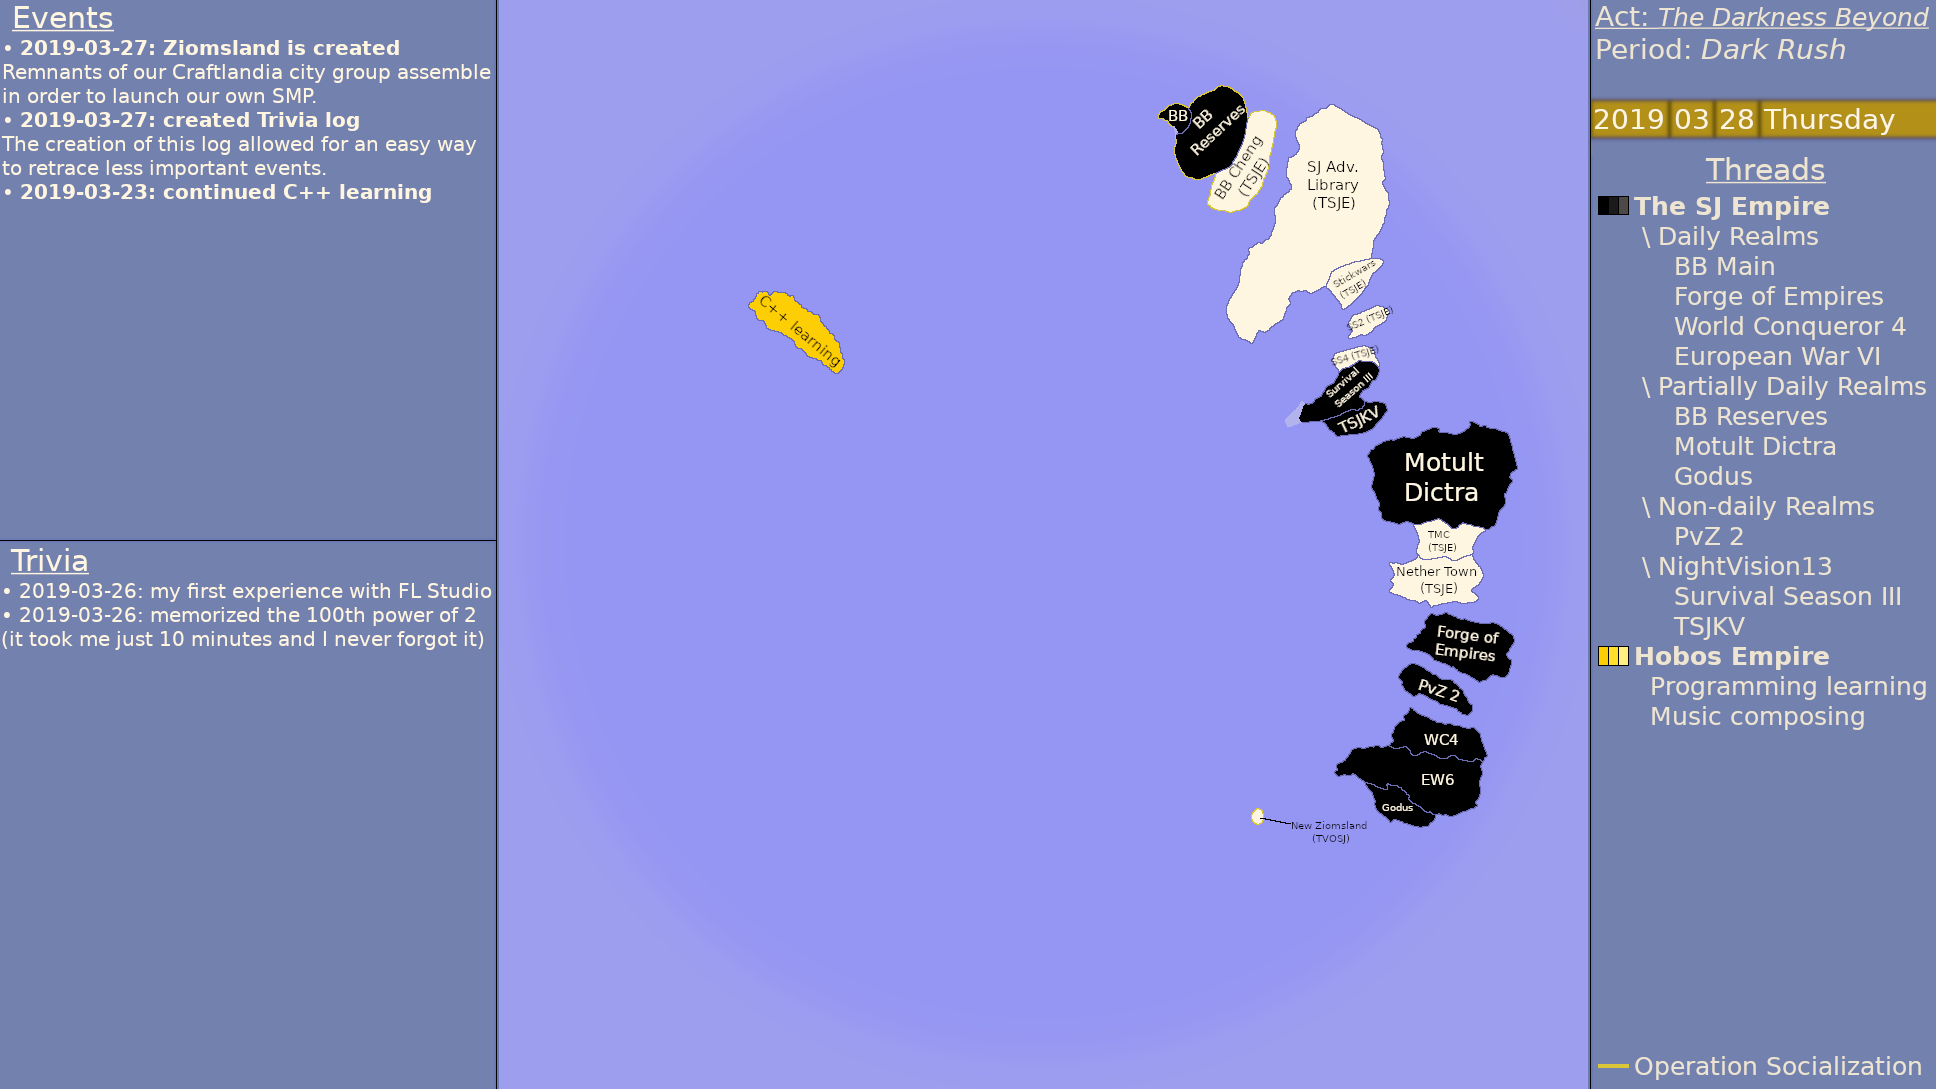 Events
• 2019-03-27: Ziomsland is created
Remnants of our Craftlandia city group assemble
in order to launch our own SMP.
• 2019-03-27: created Trivia log
The creation of this log allowed for an easy way
to retrace less important events.
• 2019-03-23: continued C++ learning
Trivia
• 2019-03-26: my first experience with FL Studio
• 2019-03-26: memorized the 100th power of 2
(it took me just 10 minutes and I never forgot it)
C++ learning
BB
BB
Reserves
BB Cheng
(TSJE)
SJ Adv.
Library
(TSJE)
Stickwars
(TSJE)
SS2 (TSJE)
SS4 (TSJE)
Survival
Season III
TSJKV
Motult
Dictra
TMC
(TSJE)
Nether Town
(TSJE)
Forge of
Empires
PvZ 2
WC4
EW6
Godus
New Ziomsland
(TVOSJ)
Act: The Darkness Beyond
Period: Dark Rush
2019 03 28 Thursday
Threads
The SJ Empire
\ Daily Realms
BB Main
Forge of Empires
World Conqueror 4
European War VI
\ Partially Daily Realms
BB Reserves
Motult Dictra
Godus
\ Non-daily Realms
PvZ 2
\ NightVision13
Survival Season III
TSJKV
Hobos Empire
Programming learning
Music composing
Operation Socialization